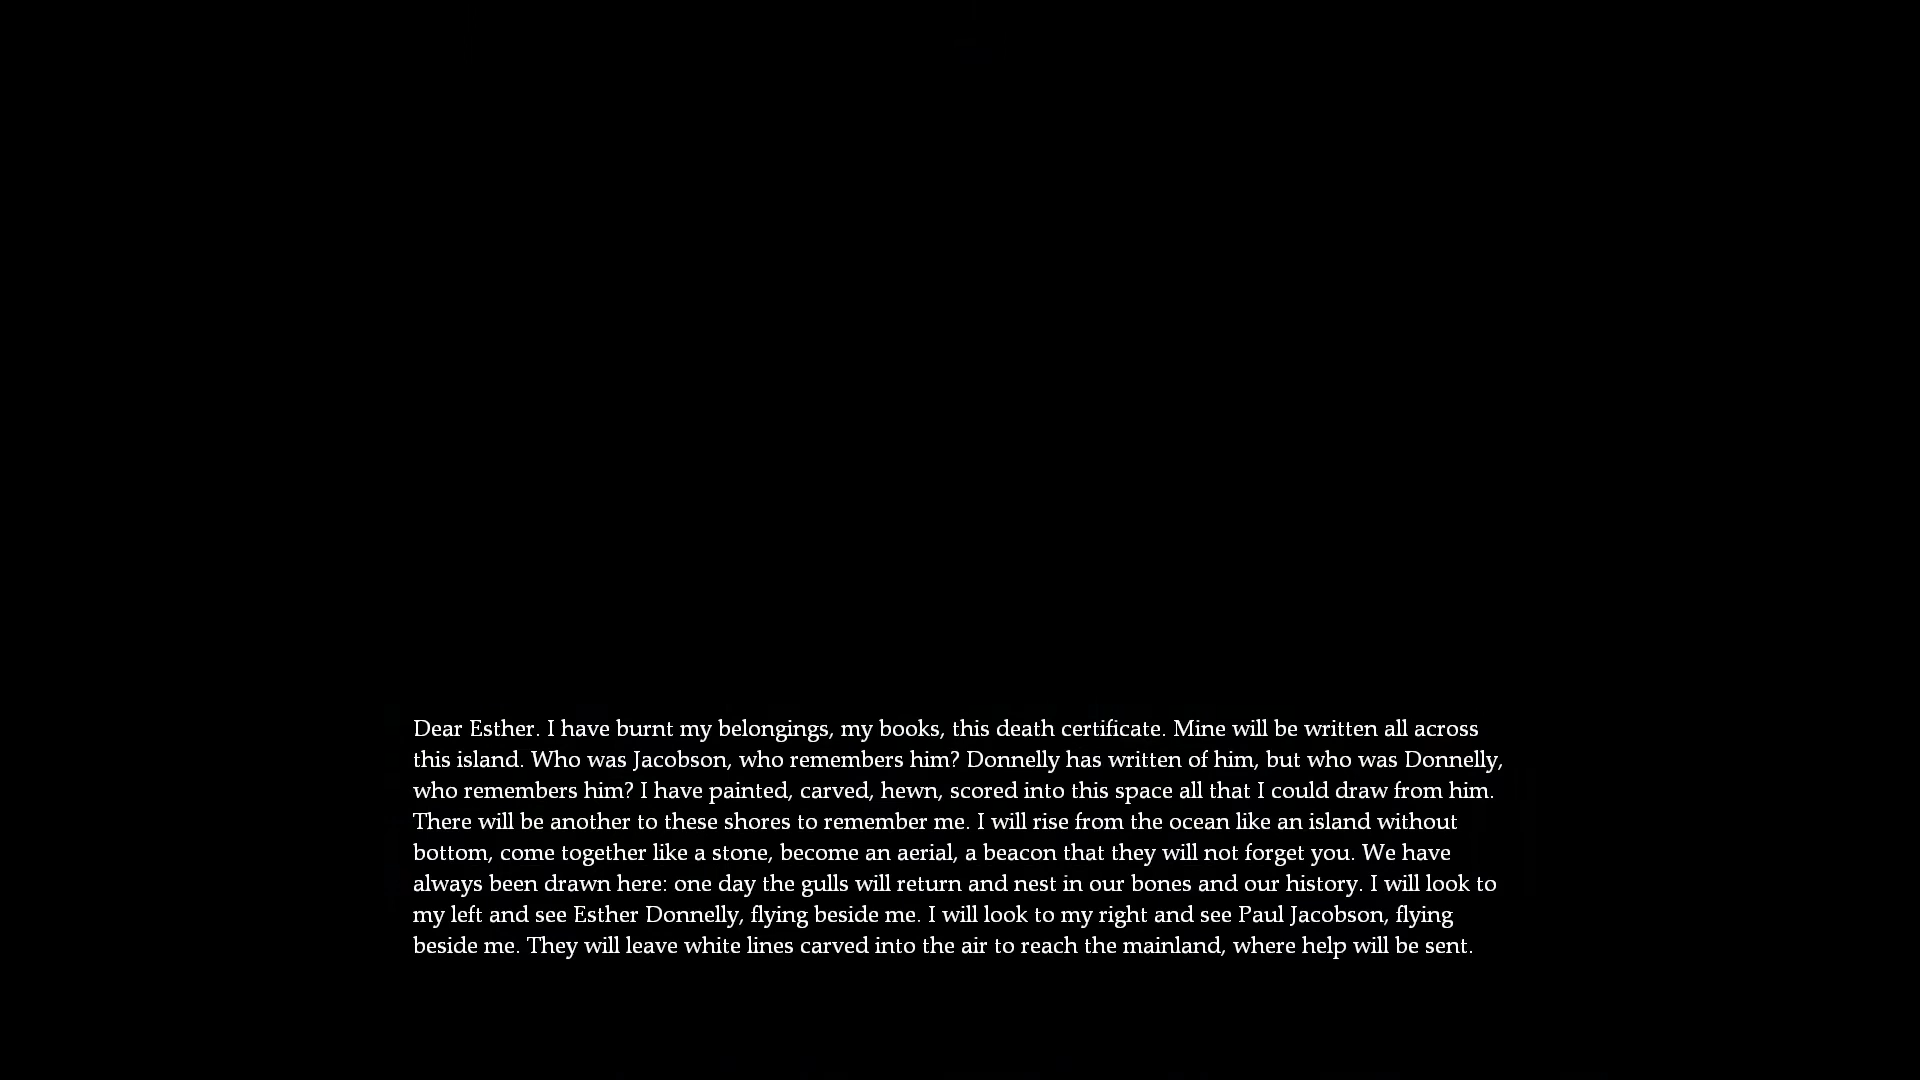 Dear Esther. I have burnt my belongings, my books, this death certificate. Mine will be written all across
this island. Who was Jacobson, who remembers him? Donnelly has written of him, but who was Donnelly,
who remembers him? I have painted, carved, hewn, scored into this space all that I could draw from him.
There will be another to these shores to remember me. I will rise from the ocean like an island without
bottom, come together like a stone, become an aerial, a beacon that they will not forget you. We have
always been drawn here: one day the gulls will return and nest in our bones and our history. I will look to
my left and see Esther Donnelly, flying beside me. I will look to my right and see Paul Jacobson, flying
beside me. They will leave white lines carved into the air to reach the mainland, where help will be sent.